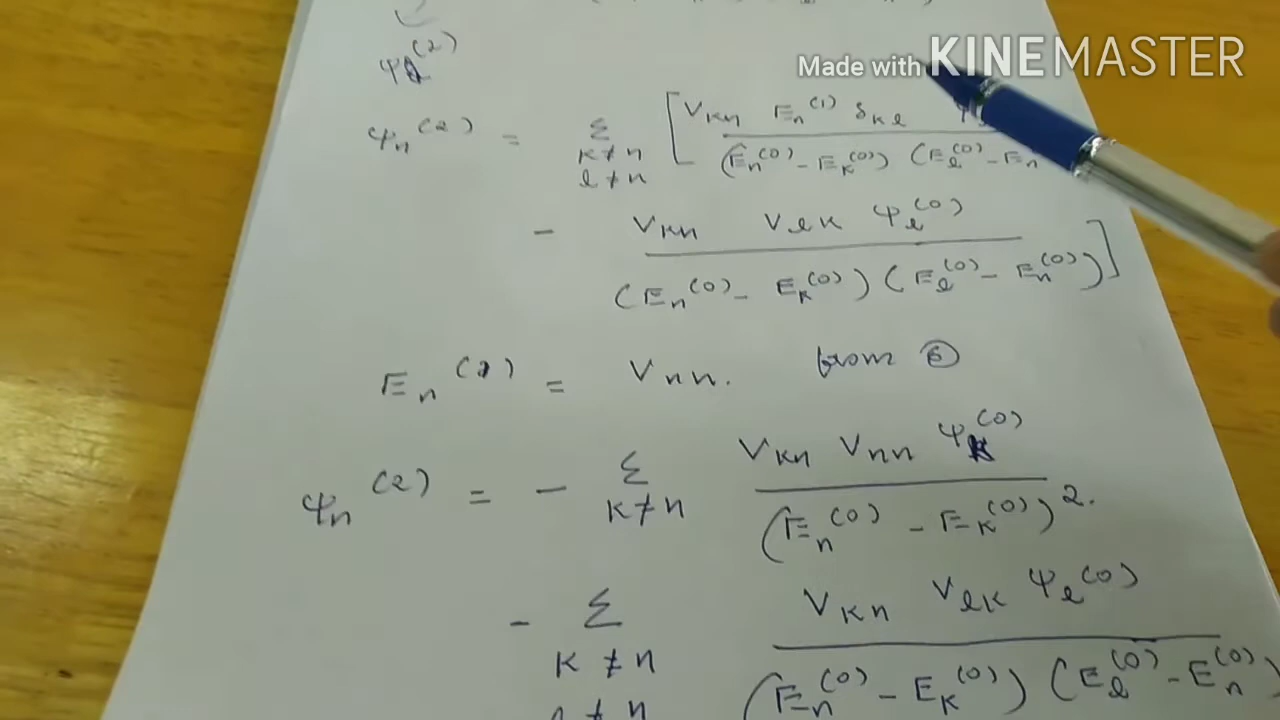 Made with KINEMASTER
ψ (2)
ψn(2) = Σ k≠n l≠n [ Vkn En(1) δkl ψ / (En(0) - Ek(0)) (El(0) - En
- Vkn Vlk ψl(0) / (En(0) - Ek(0)) (El(0) - En(0)) ]
En(1) = Vnn. from ⑥
ψn(2) = - Σ k≠n Vkn Vnn ψk(0) / (En(0) - Ek(0))2.
- Σ k≠n l≠n Vkn Vlk ψl(0) / (En(0) - Ek(0)) (El(0) - En(0)